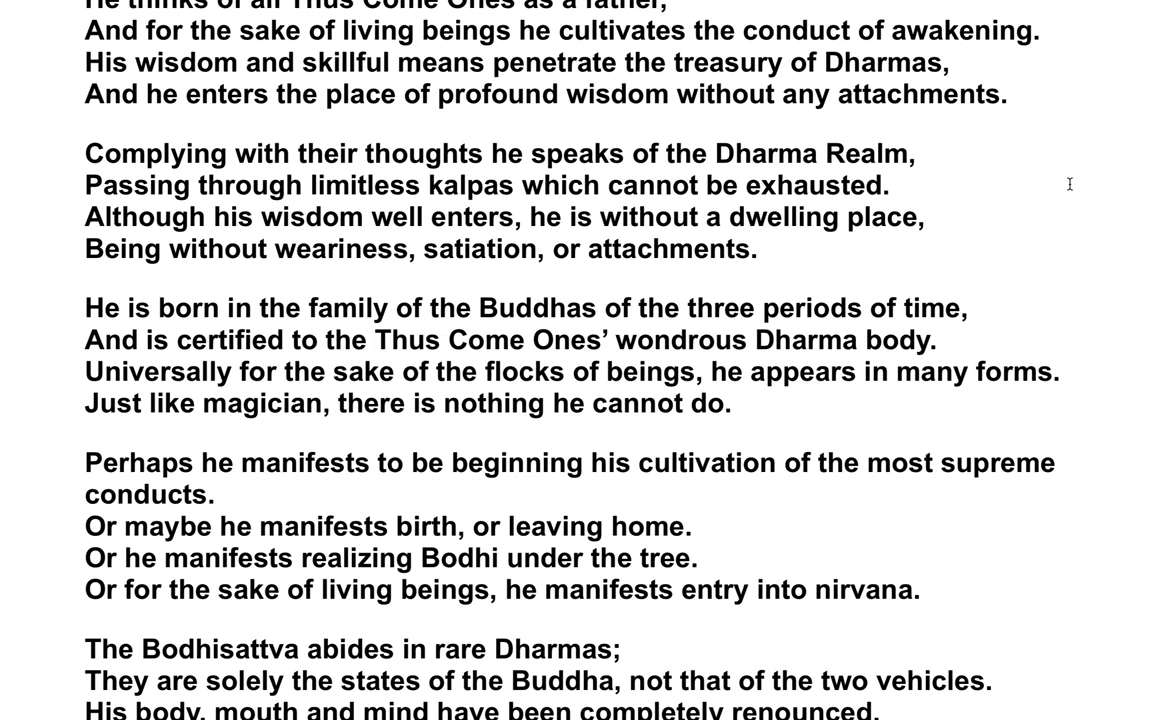 He thinks of all Thus Come Ones as a father,
And for the sake of living beings he cultivates the conduct of awakening.
His wisdom and skillful means penetrate the treasury of Dharmas,
And he enters the place of profound wisdom without any attachments.
Complying with their thoughts he speaks of the Dharma Realm,
Passing through limitless kalpas which cannot be exhausted.
Although his wisdom well enters, he is without a dwelling place,
Being without weariness, satiation, or attachments.
He is born in the family of the Buddhas of the three periods of time,
And is certified to the Thus Come Ones’ wondrous Dharma body.
Universally for the sake of the flocks of beings, he appears in many forms.
Just like magician, there is nothing he cannot do.
Perhaps he manifests to be beginning his cultivation of the most supreme
conducts.
Or maybe he manifests birth, or leaving home.
Or he manifests realizing Bodhi under the tree.
Or for the sake of living beings, he manifests entry into nirvana.
The Bodhisattva abides in rare Dharmas;
They are solely the states of the Buddha, not that of the two vehicles.
His body, mouth and mind have been completely renounced.